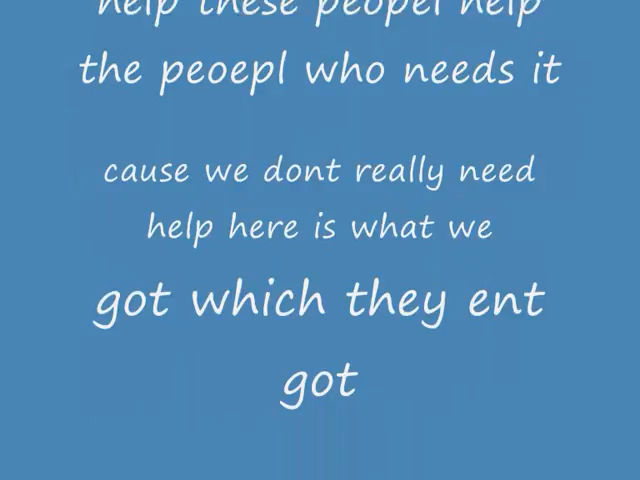 help these peopel help
the peoepl who needs it
cause we dont really need
help here is what we
got which they ent
got